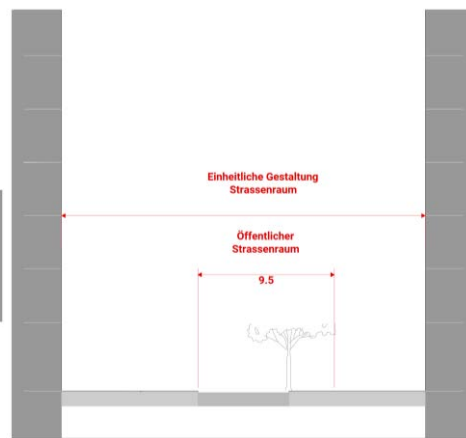 Einheitliche Gestaltung
Strassenraum
Öffentlicher
Strassenraum
9.5